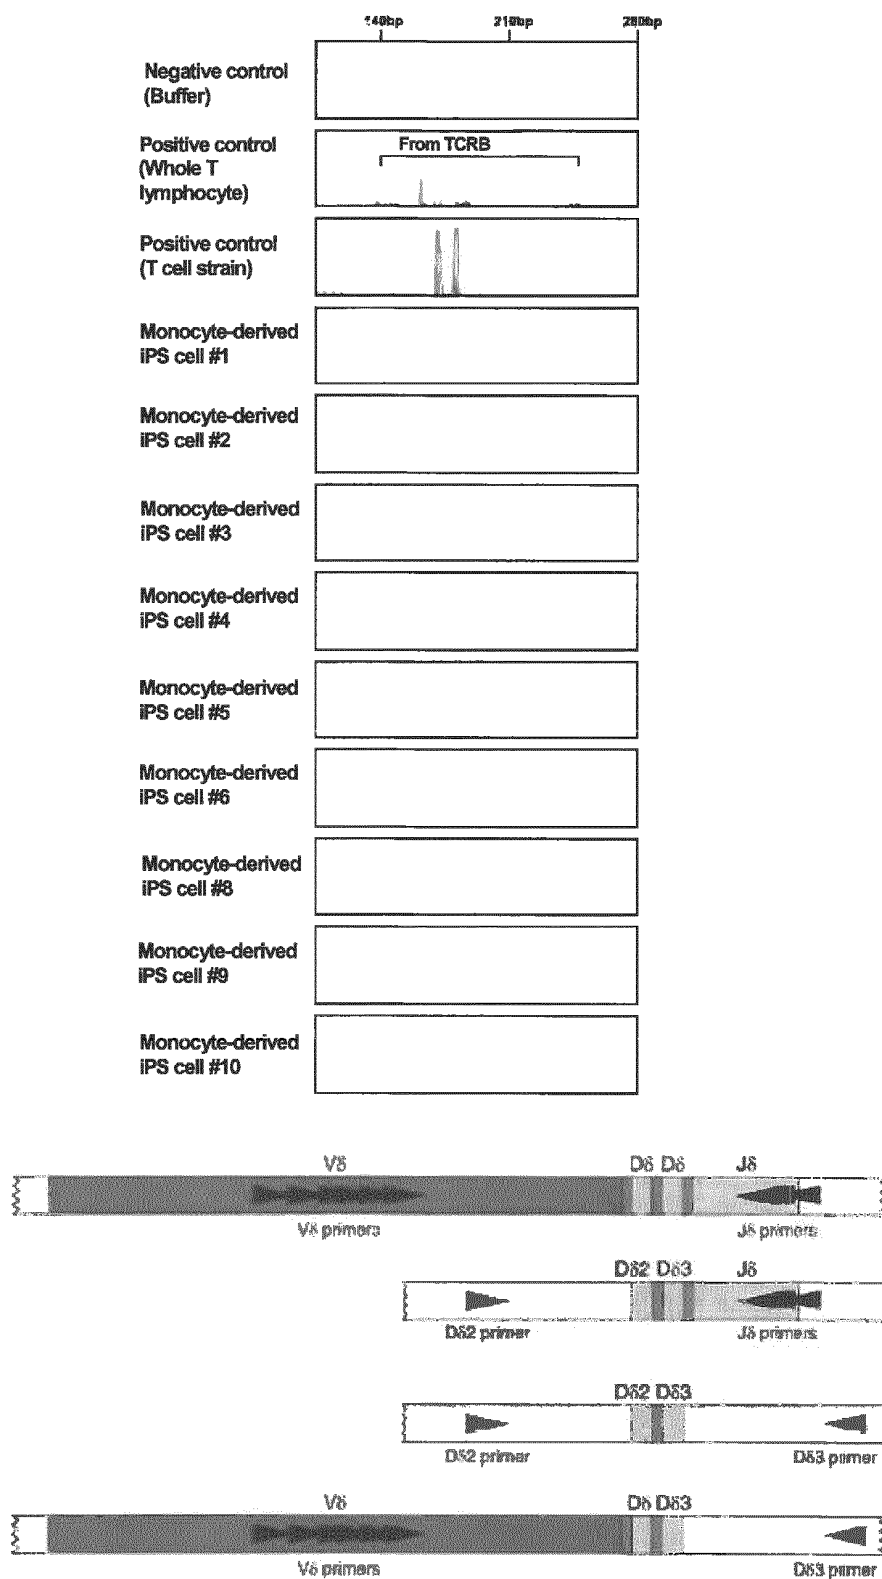 140bp 210bp 280bp
Negative control
(Buffer)
Positive control
(Whole T
lymphocyte)
From TCRB
Positive control
(T cell strain)
Monocyte-derived
iPS cell #1
Monocyte-derived
iPS cell #2
Monocyte-derived
iPS cell #3
Monocyte-derived
iPS cell #4
Monocyte-derived
iPS cell #5
Monocyte-derived
iPS cell #6
Monocyte-derived
iPS cell #8
Monocyte-derived
iPS cell #9
Monocyte-derived
iPS cell #10
Vδ Dδ Dδ Jδ
Vδ primers Jδ primers
Dδ2 Dδ3 Jδ
Dδ2 primer Jδ primers
Dδ2 Dδ3
Dδ2 primer Dδ3 primer
Vδ Dδ Dδ3
Vδ primers Dδ3 primer